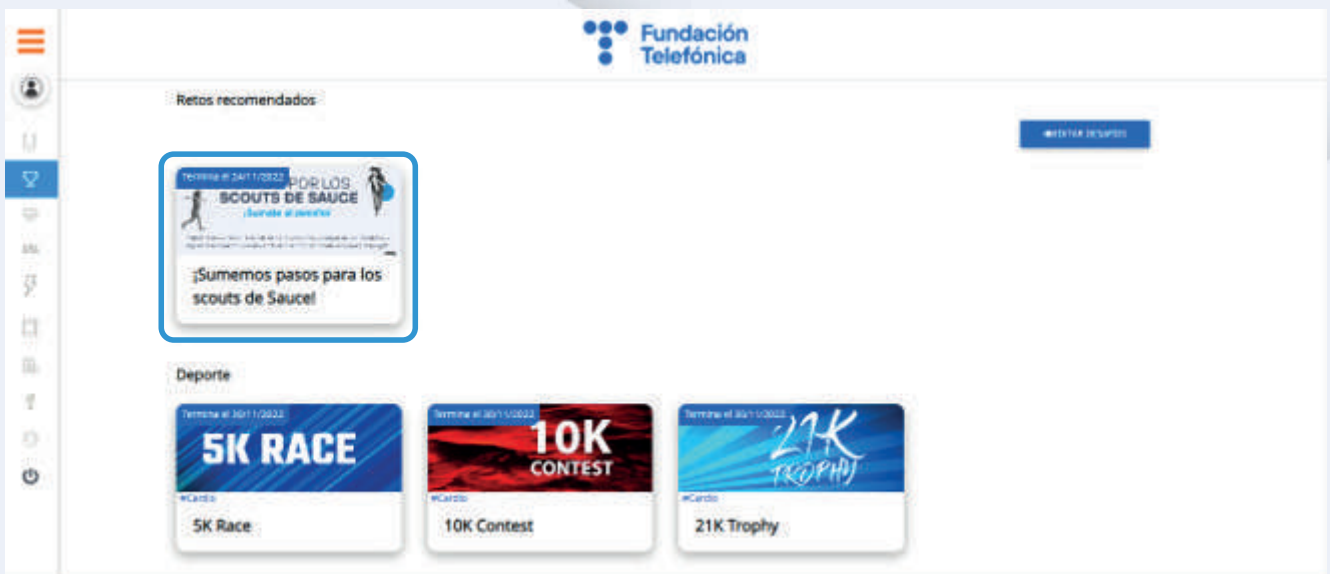 Fundación
Telefónica
Retos recomendados
Termina el 24/11/2022
POR LOS
SCOUTS DE SAUCE
¡Sumemos pasos para los
scouts de Sauce!
Deporte
Termina el 30/11/2022
5K RACE
#Cardio
5K Race
Termina el 30/11/2022
10K
CONTEST
#Cardio
10K Contest
Termina el 30/11/2022
21K
TROPHY
#Cardio
21K Trophy